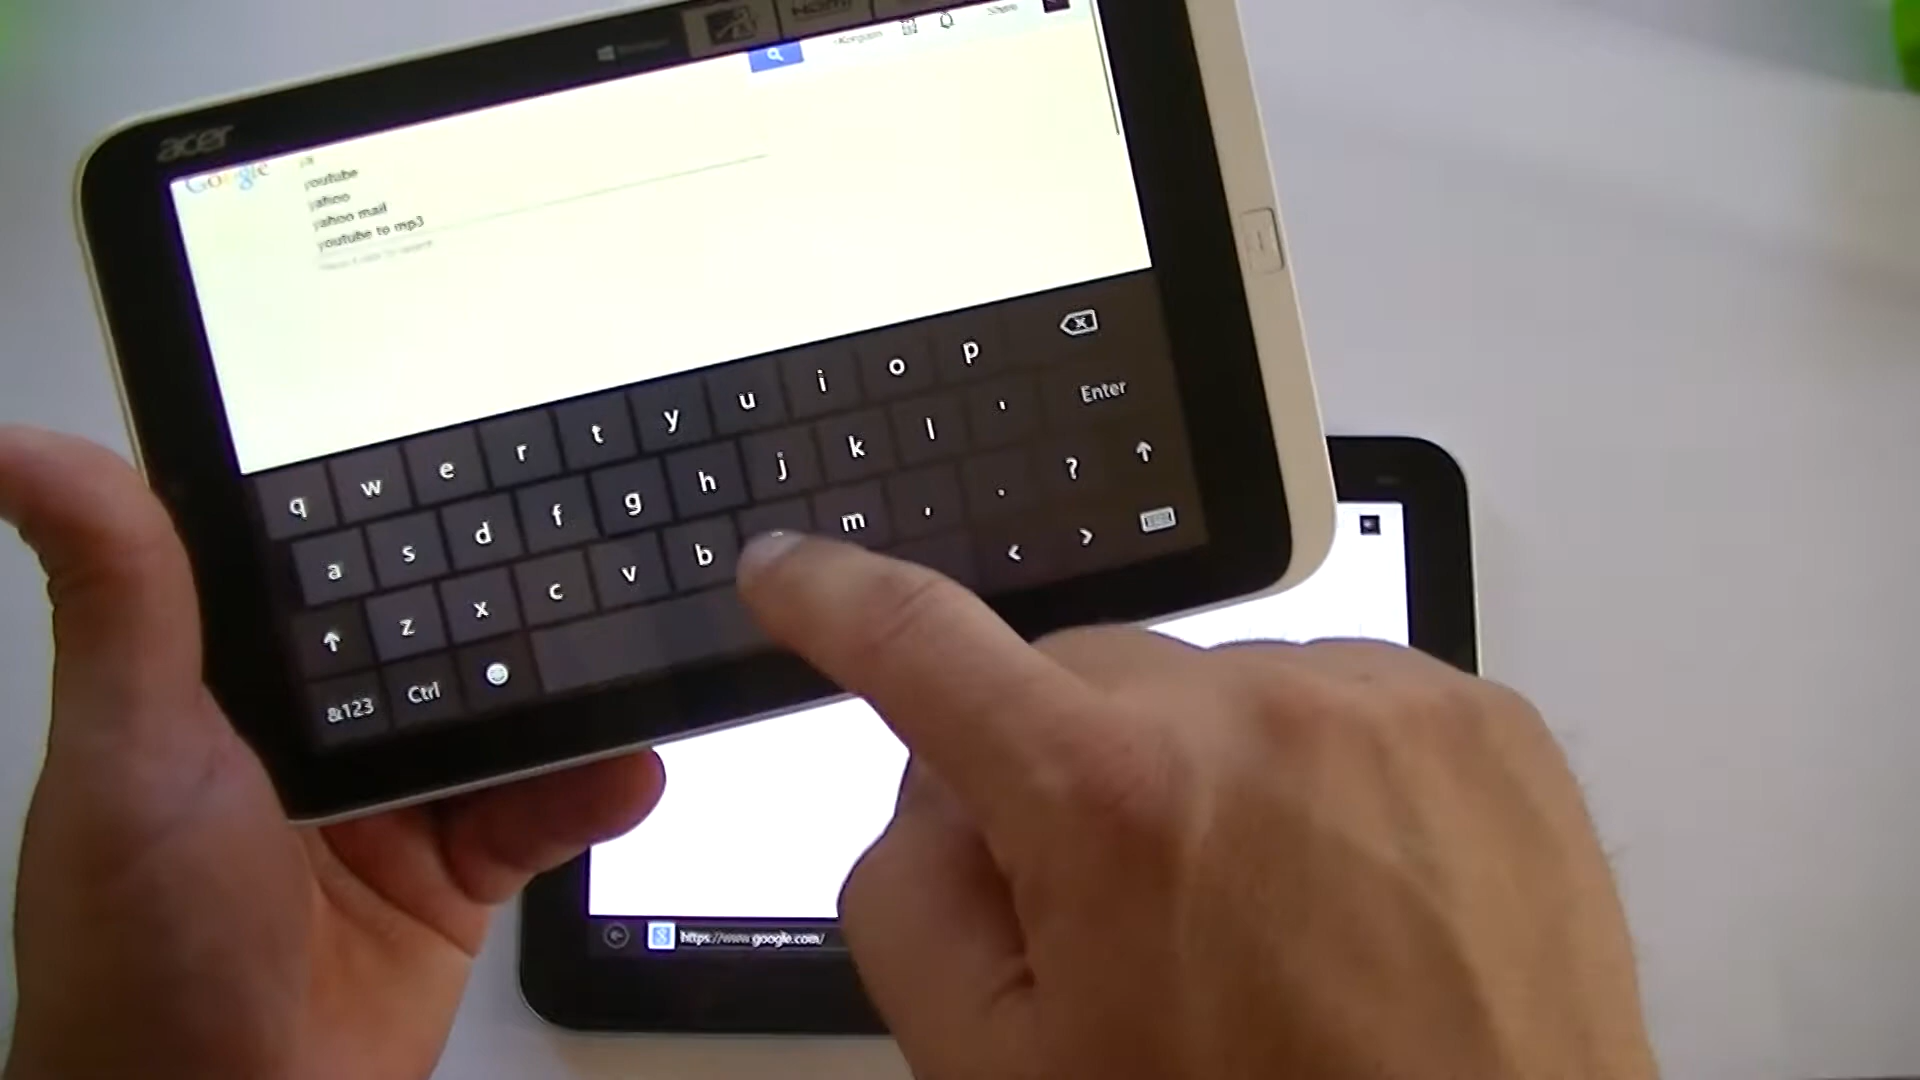 acer
Google
youtube
yahoo
yahoo mail
youtube to mp3
q w e r t y u i o p
a s d f g h j k l ' Enter
z x c v b m , . ?
&123 Ctrl < >
https://www.google.com/